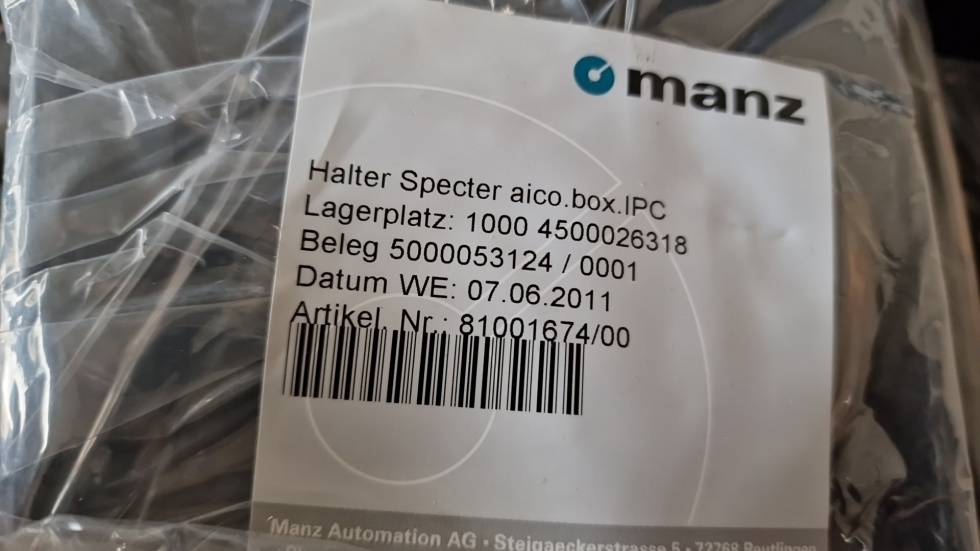 manz
Halter Specter aico.box.IPC
Lagerplatz: 1000 4500026318
Beleg 5000053124 / 0001
Datum WE: 07.06.2011
Artikel. Nr.: 81001674/00
Manz Automation AG • Steigaeckerstrasse 5 • 72768 Reutlingen